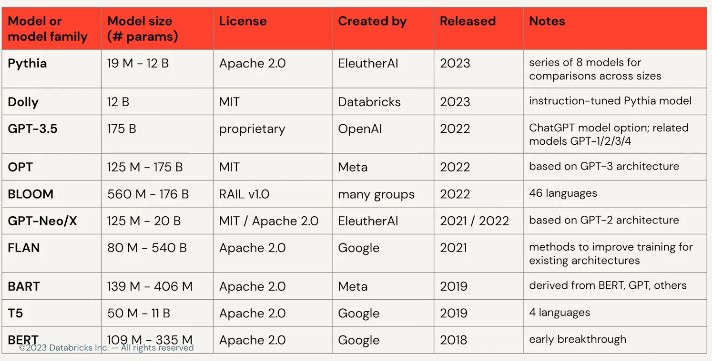 Model or model family Model size (# params) License Created by Released Notes
Pythia 19 M – 12 B Apache 2.0 EleutherAI 2023 series of 8 models for comparisons across sizes
Dolly 12 B MIT Databricks 2023 instruction-tuned Pythia model
GPT-3.5 175 B proprietary OpenAI 2022 ChatGPT model option; related models GPT-1/2/3/4
OPT 125 M – 175 B MIT Meta 2022 based on GPT-3 architecture
BLOOM 560 M – 176 B RAIL v1.0 many groups 2022 46 languages
GPT-Neo/X 125 M – 20 B MIT / Apache 2.0 EleutherAI 2021 / 2022 based on GPT-2 architecture
FLAN 80 M – 540 B Apache 2.0 Google 2021 methods to improve training for existing architectures
BART 139 M – 406 M Apache 2.0 Meta 2019 derived from BERT, GPT, others
T5 50 M – 11 B Apache 2.0 Google 2019 4 languages
BERT 109 M – 335 M Apache 2.0 Google 2018 early breakthrough
©2023 Databricks Inc. — All rights reserved